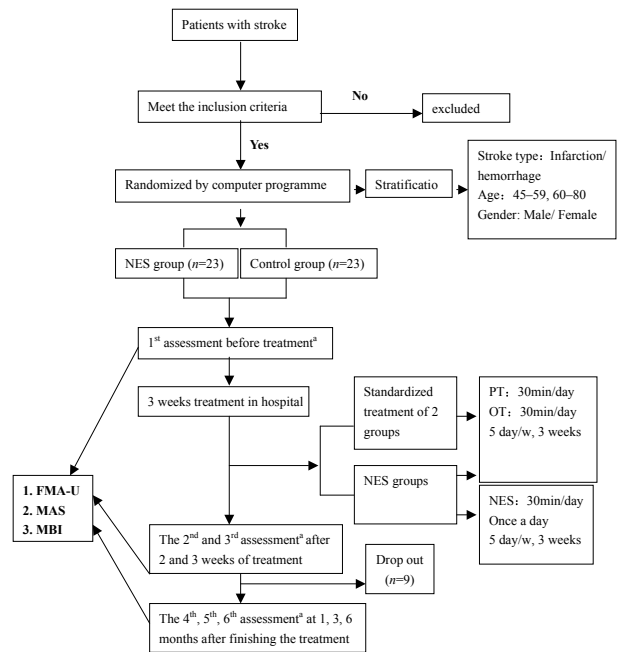 Patients with stroke
Meet the inclusion criteria
No
excluded
Yes
Randomized by computer programme
Stratificatio
Stroke type：Infarction/
hemorrhage
Age：45–59, 60–80
Gender: Male/ Female
NES group (n=23)
Control group (n=23)
1st assessment before treatmentª
3 weeks treatment in hospital
Standardized
treatment of 2
groups
PT：30min/day
OT：30min/day
5 day/w, 3 weeks
NES groups
NES：30min/day
Once a day
5 day/w, 3 weeks
1. FMA-U
2. MAS
3. MBI
The 2nd and 3rd assessmentª after
2 and 3 weeks of treatment
Drop out
(n=9)
The 4th, 5th, 6th assessmentª at 1, 3, 6
months after finishing the treatment